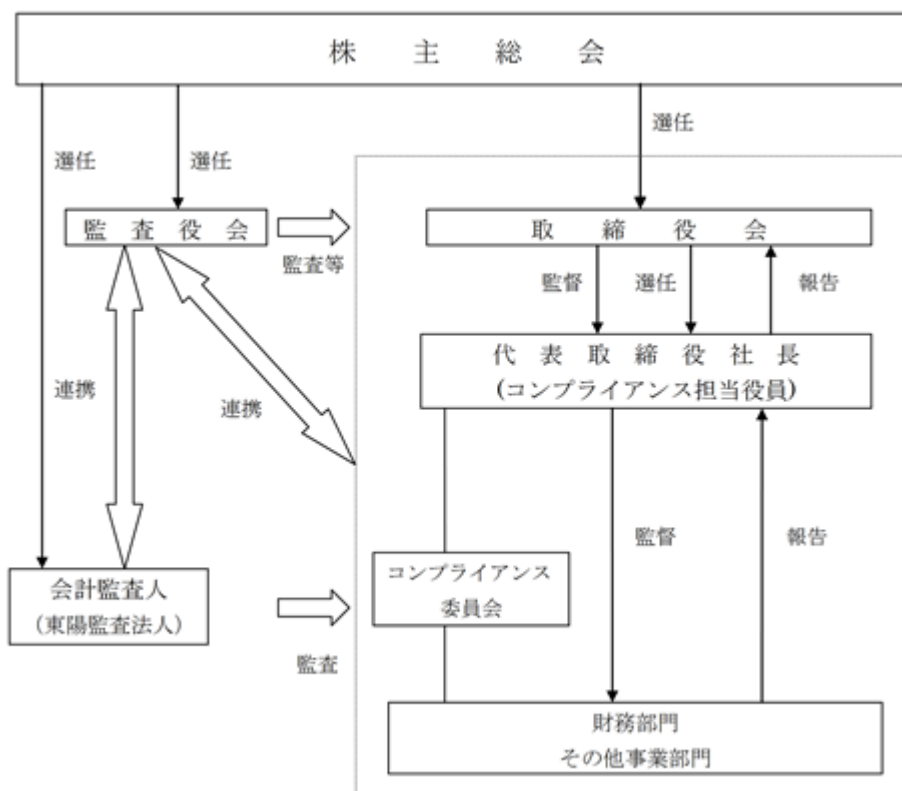 株主総会
選任
選任
選任
監査役会
監査等
取締役会
監督
選任
報告
代表取締役社長
(コンプライアンス担当役員)
連携
連携
監督
報告
コンプライアンス
委員会
会計監査人
(東陽監査法人)
監査
財務部門
その他事業部門